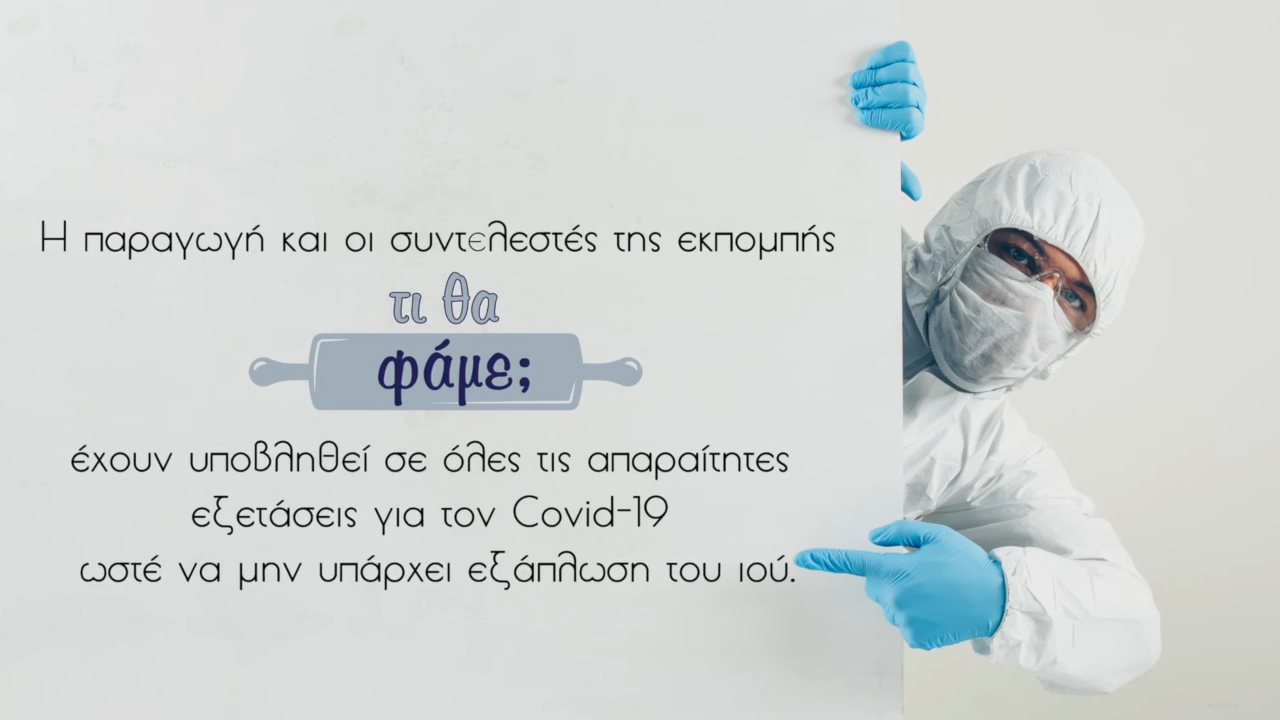 Η παραγωγή και οι συντελεστές της εκπομπής
τι θα
φάμε;
έχουν υποβληθεί σε όλες τις απαραίτητες
εξετάσεις για τον Covid-19
ωστέ να μην υπάρχει εξάπλωση του ιού.